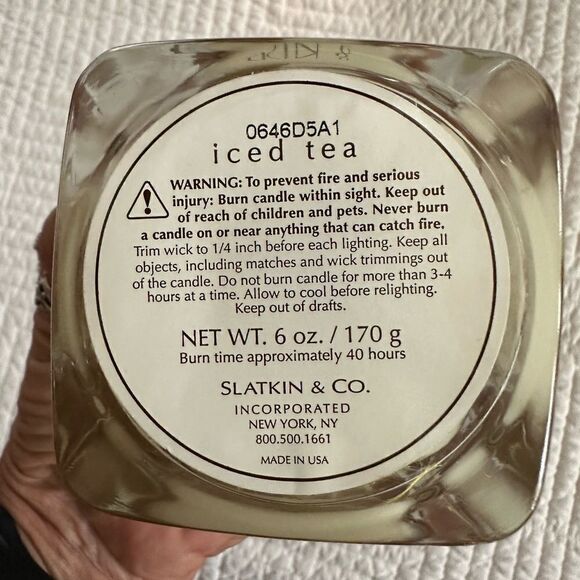 0646D5A1
iced tea
WARNING: To prevent fire and serious
injury: Burn candle within sight. Keep out
of reach of children and pets. Never burn
a candle on or near anything that can catch fire.
Trim wick to 1/4 inch before each lighting. Keep all
objects, including matches and wick trimmings out
of the candle. Do not burn candle for more than 3-4
hours at a time. Allow to cool before relighting.
Keep out of drafts.
NET WT. 6 oz. / 170 g
Burn time approximately 40 hours
SLATKIN & CO.
INCORPORATED
NEW YORK, NY
800.500.1661
MADE IN USA